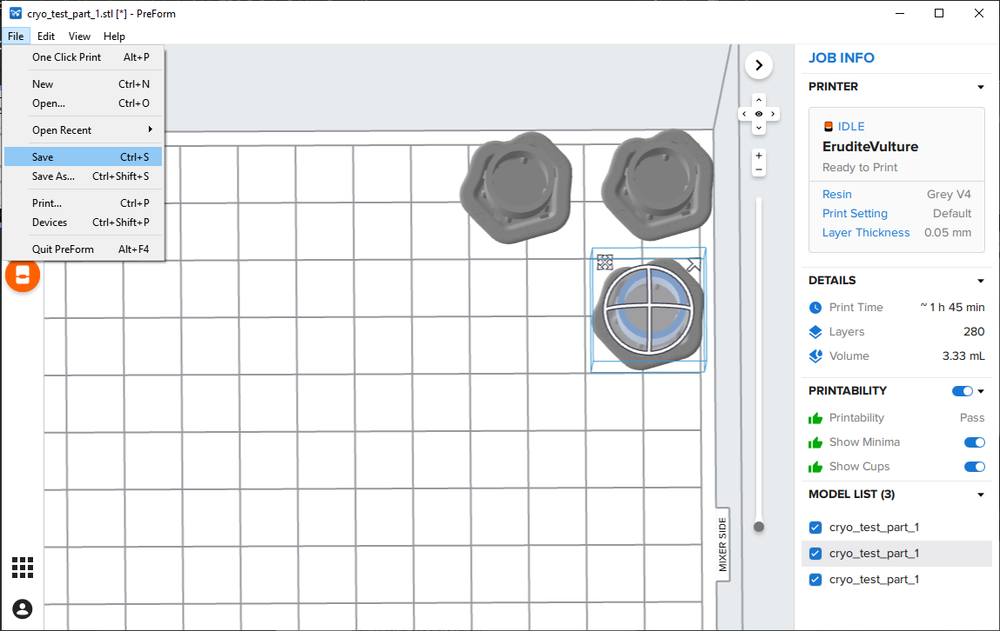 cryo_test_part_1.stl [*] - PreForm
File Edit View Help
One Click Print Alt+P
New Ctrl+N
Open... Ctrl+O
Open Recent
Save Ctrl+S
Save As... Ctrl+Shift+S
Print... Ctrl+P
Devices Ctrl+Shift+P
Quit PreForm Alt+F4
MIXER SIDE
JOB INFO
PRINTER
IDLE
EruditeVulture
Ready to Print
Resin Grey V4
Print Setting Default
Layer Thickness 0.05 mm
DETAILS
Print Time ~ 1 h 45 min
Layers 280
Volume 3.33 mL
PRINTABILITY
Printability Pass
Show Minima
Show Cups
MODEL LIST (3)
cryo_test_part_1
cryo_test_part_1
cryo_test_part_1